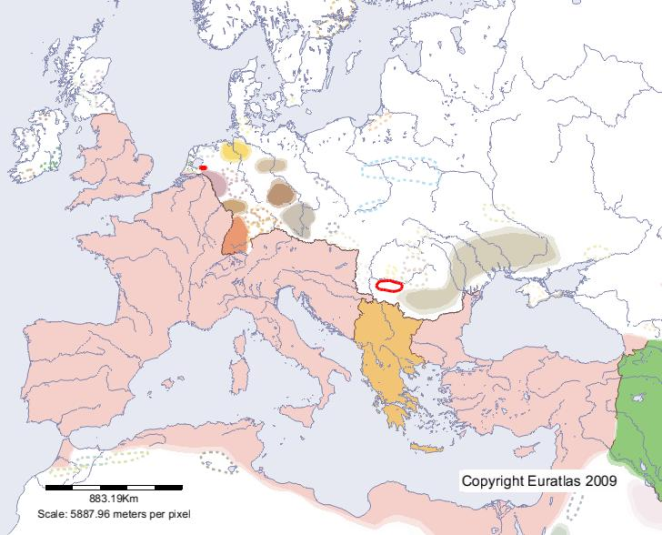 Copyright Euratlas 2009
883.19Km
Scale: 5887.96 meters per pixel